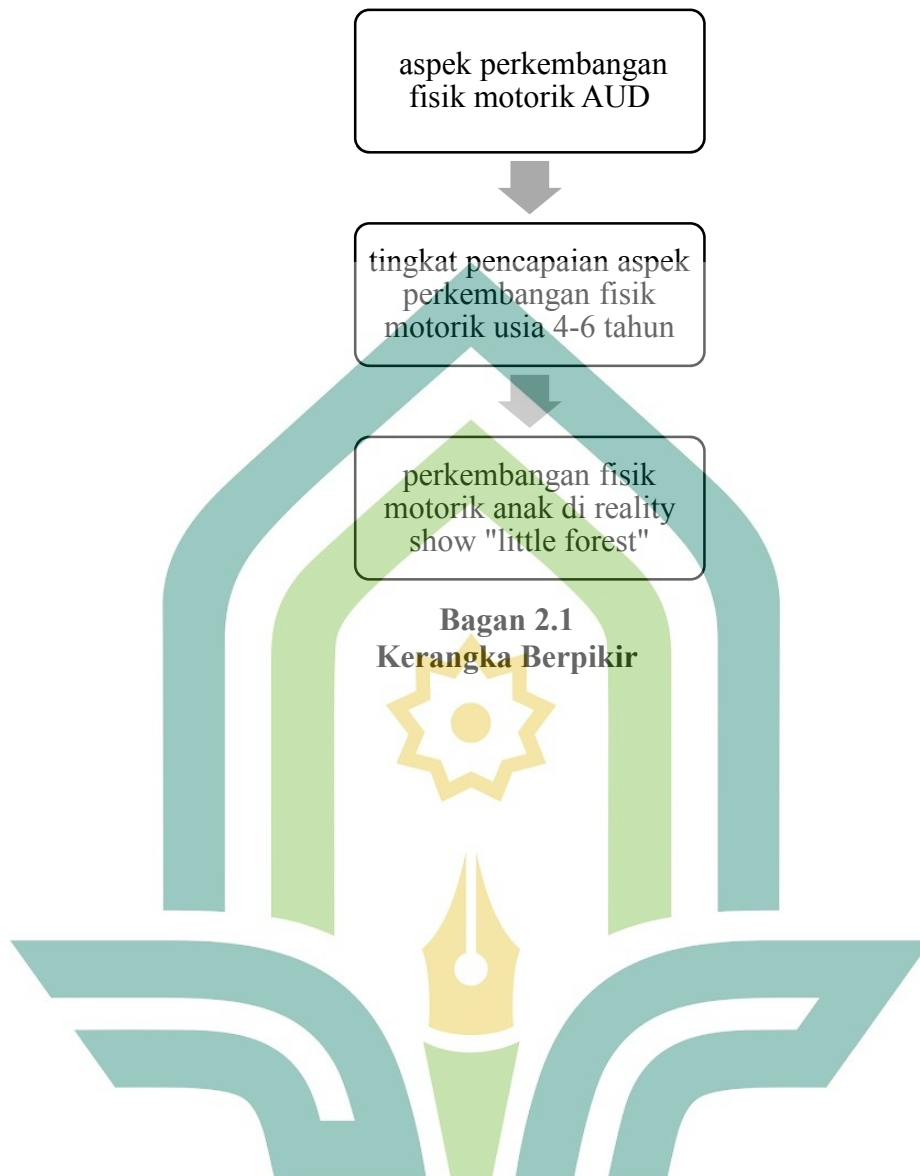 aspek perkembangan
fisik motorik AUD
tingkat pencapaian aspek
perkembangan fisik
motorik usia 4-6 tahun
perkembangan fisik
motorik anak di reality
show "little forest"
Bagan 2.1
Kerangka Berpikir